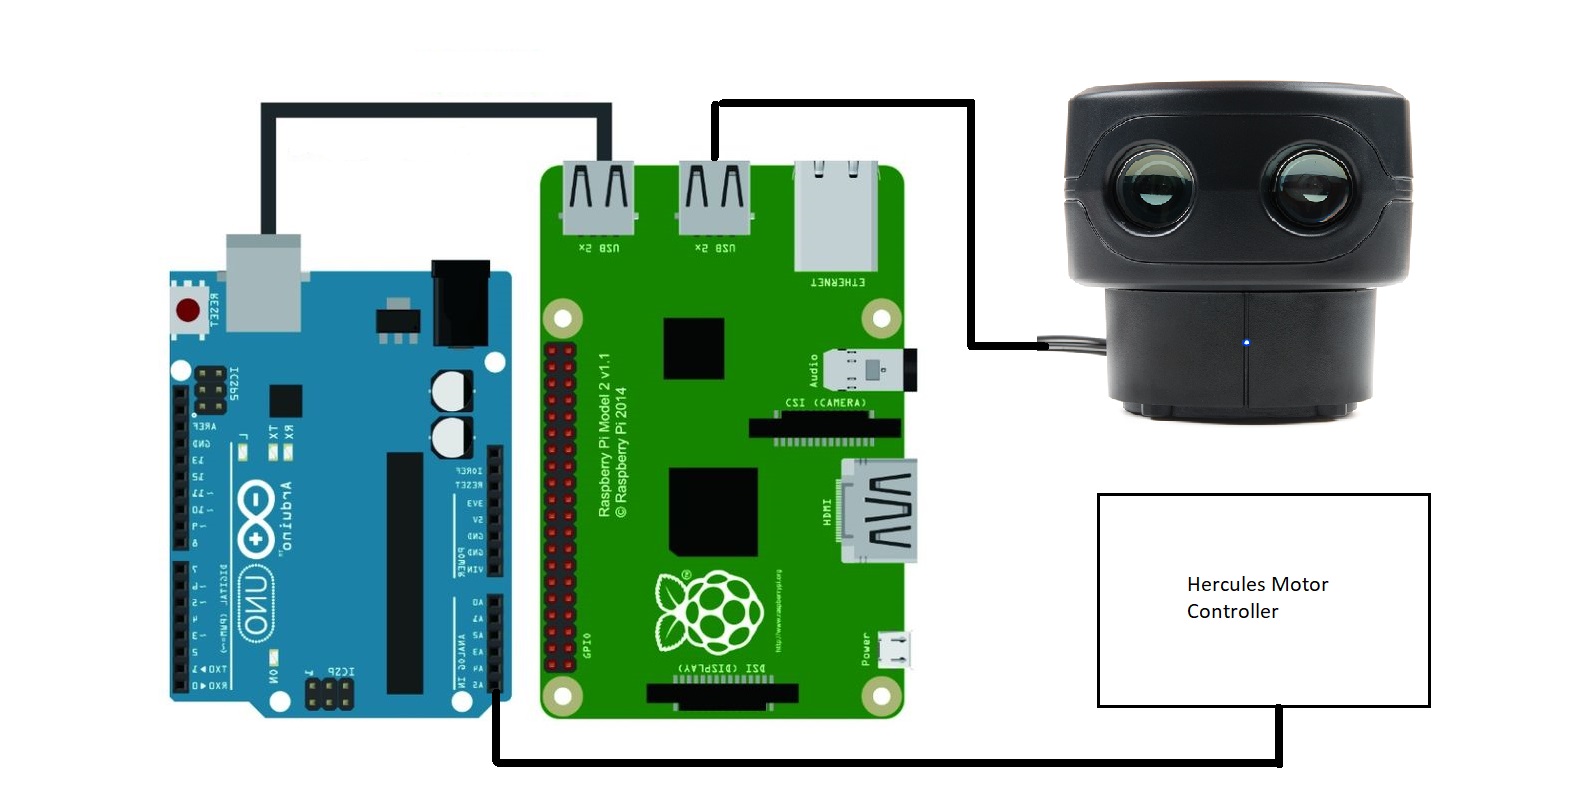 USB 2x
USB 2x
ETHERNET
RESET
ICSP2
AREF
GND
13
12
~11
~10
~9
8
L
TX
RX
Arduino
UNO
IOREF
RESET
3V3
5V
GND
GND
VIN
POWER
7
~6
~5
4
~3
2
TX0▶1
RX0◀0
DIGITAL (PWM=~)
ON
ICSP
1
A0
A1
A2
A3
A4
A5
ANALOG IN
Raspberry Pi Model 2 v1.1
© Raspberry Pi 2014
Audio
CSI (CAMERA)
HDMI
®
http://www.raspberrypi.org
GPIO
Power
DSI (DISPLAY)
Hercules Motor
Controller